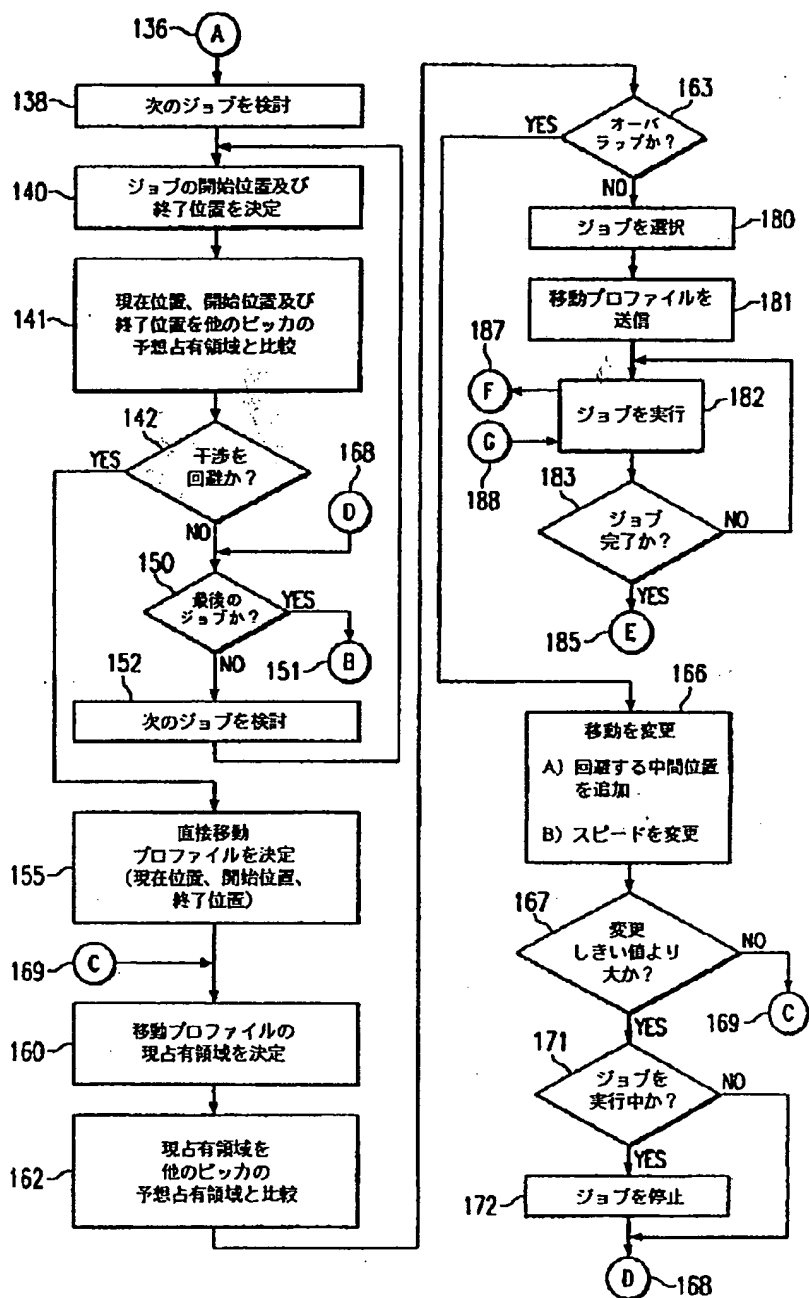 136
A
138
次のジョブを検討
140
ジョブの開始位置及び
終了位置を決定
141
現在位置、開始位置及び
終了位置を他のピッカの
予想占有領域と比較
142
YES
干渉を
回避か?
NO
168
D
150
最後の
ジョブか?
YES
151
B
NO
152
次のジョブを検討
155
直接移動
プロファイルを決定
(現在位置、開始位置、
終了位置)
169
C
160
移動プロファイルの
現占有領域を決定
162
現占有領域を
他のピッカの
予想占有領域と比較
163
YES
オーバ
ラップか?
NO
ジョブを選択
180
移動プロファイルを
送信
181
187
F
ジョブを実行
182
G
188
183
ジョブ
完了か?
NO
YES
185
E
166
移動を変更
A) 回避する中間位置
を追加
B) スピードを変更
167
変更
しきい値より
大か?
NO
C
169
YES
171
ジョブを
実行中か?
NO
YES
172
ジョブを停止
D
168